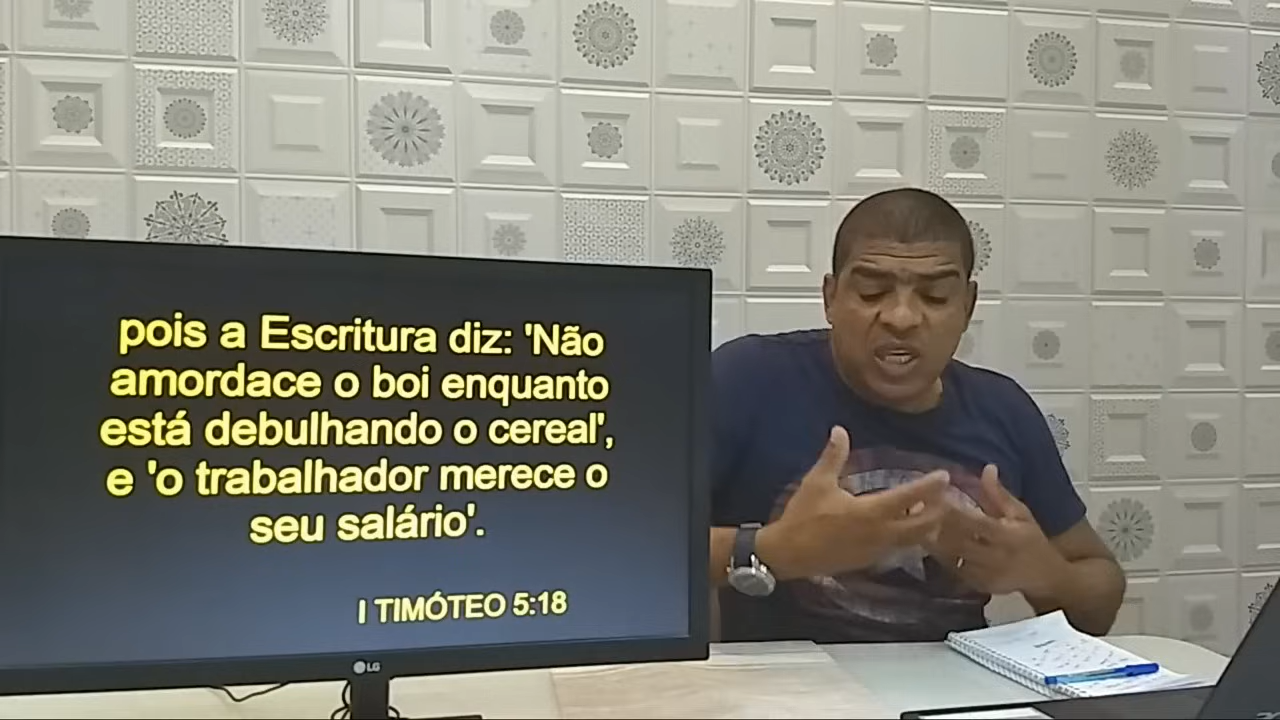 pois a Escritura diz: 'Não
amordace o boi enquanto
está debulhando o cereal',
e 'o trabalhador merece o
seu salário'.
I TIMÓTEO 5:18
LG